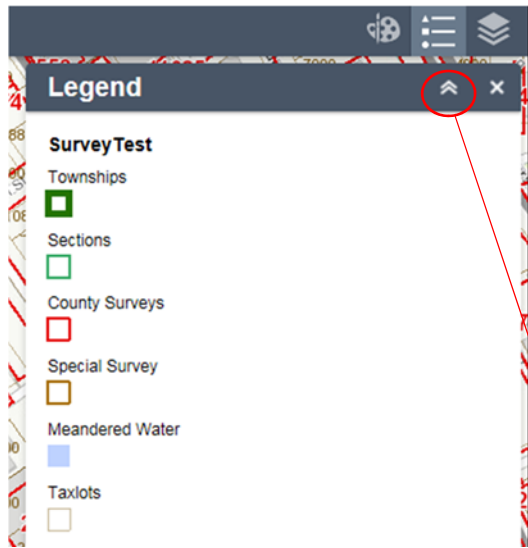 Legend
SurveyTest
Townships
Sections
County Surveys
Special Survey
Meandered Water
Taxlots